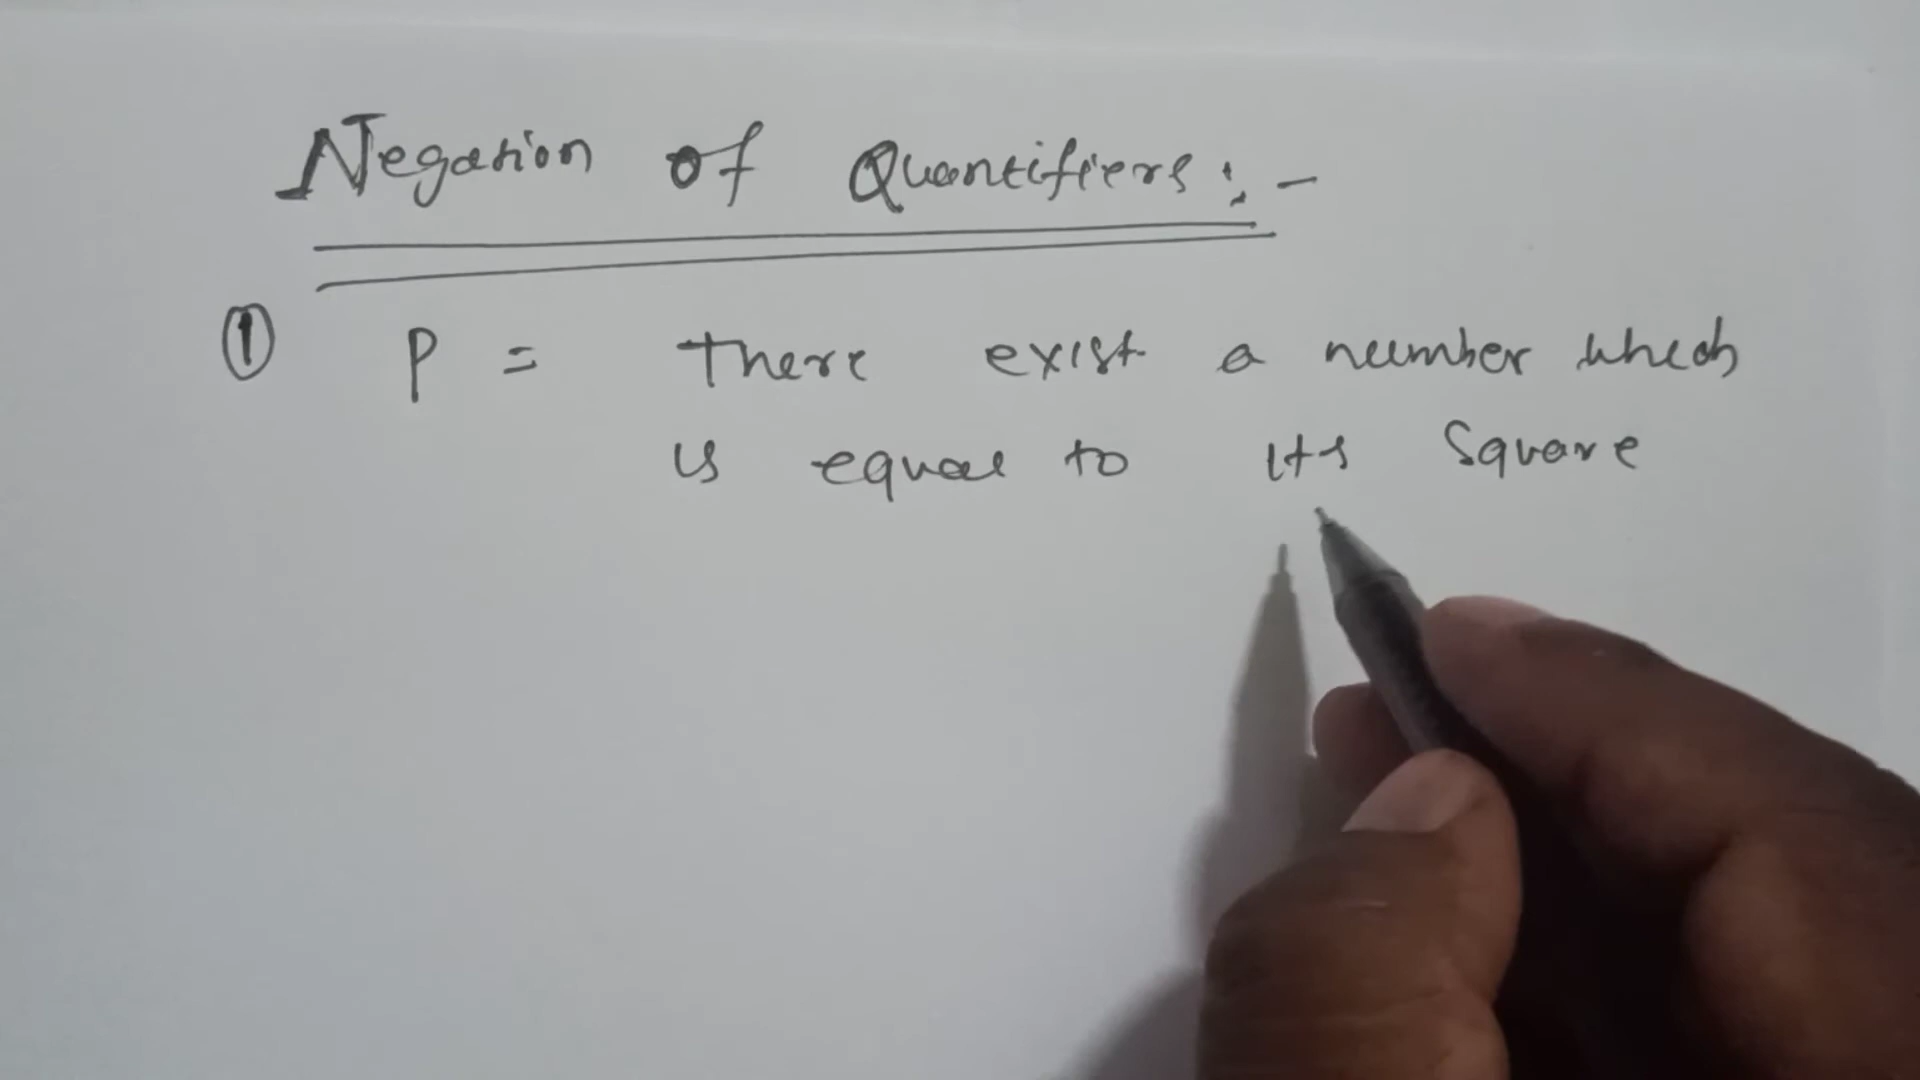 Negation of Quantifiers :-
① P = There exist a number which
is equal to its Square